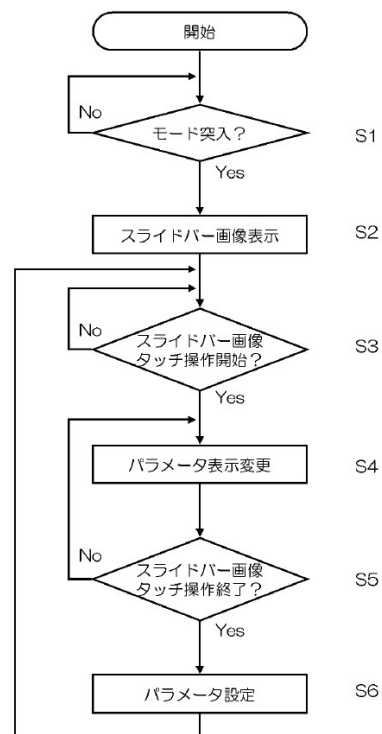 開始
No
モード突入？
S1
Yes
スライドバー画像表示
S2
No
スライドバー画像
タッチ操作開始？
S3
Yes
パラメータ表示変更
S4
No
スライドバー画像
タッチ操作終了？
S5
Yes
パラメータ設定
S6